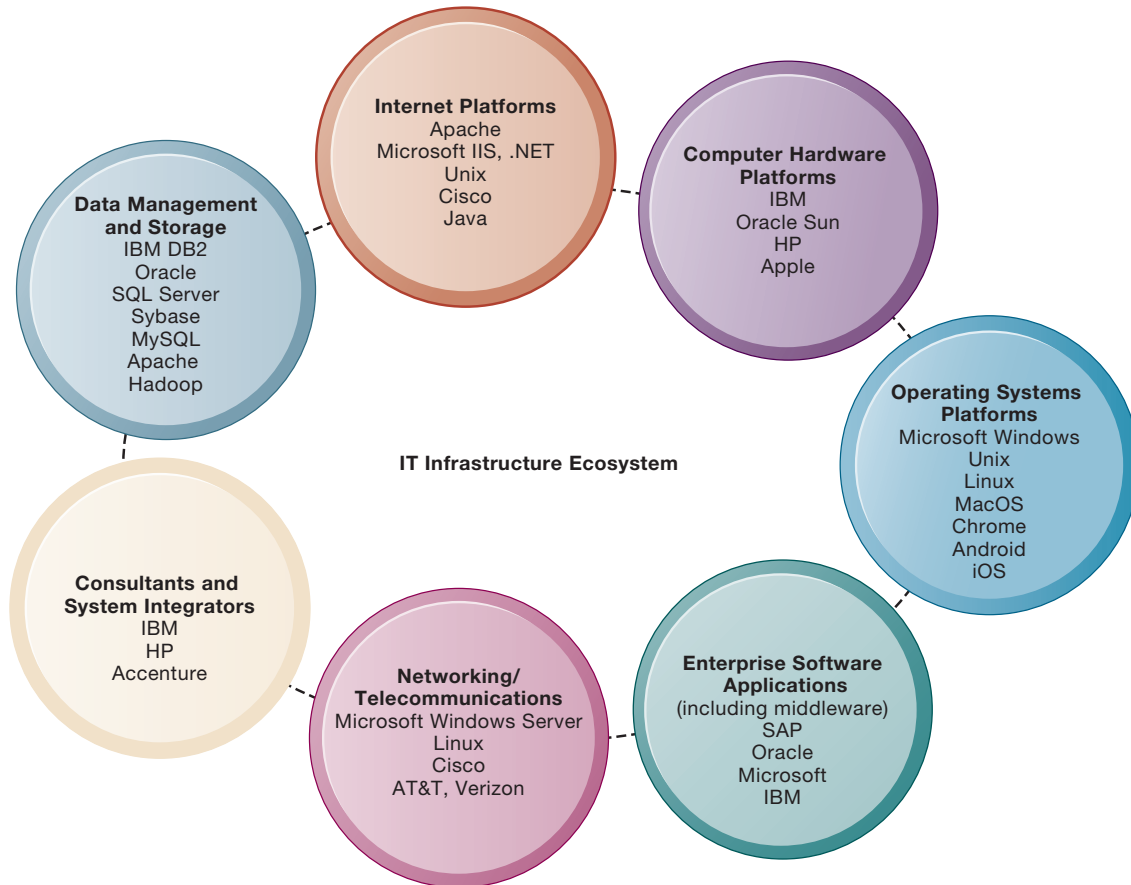 Internet Platforms
Apache
Microsoft IIS, .NET
Unix
Cisco
Java
Computer Hardware
Platforms
IBM
Oracle Sun
HP
Apple
Data Management
and Storage
IBM DB2
Oracle
SQL Server
Sybase
MySQL
Apache
Hadoop
Operating Systems
Platforms
Microsoft Windows
Unix
Linux
MacOS
Chrome
Android
iOS
IT Infrastructure Ecosystem
Consultants and
System Integrators
IBM
HP
Accenture
Networking/
Telecommunications
Microsoft Windows Server
Linux
Cisco
AT&T, Verizon
Enterprise Software
Applications
(including middleware)
SAP
Oracle
Microsoft
IBM